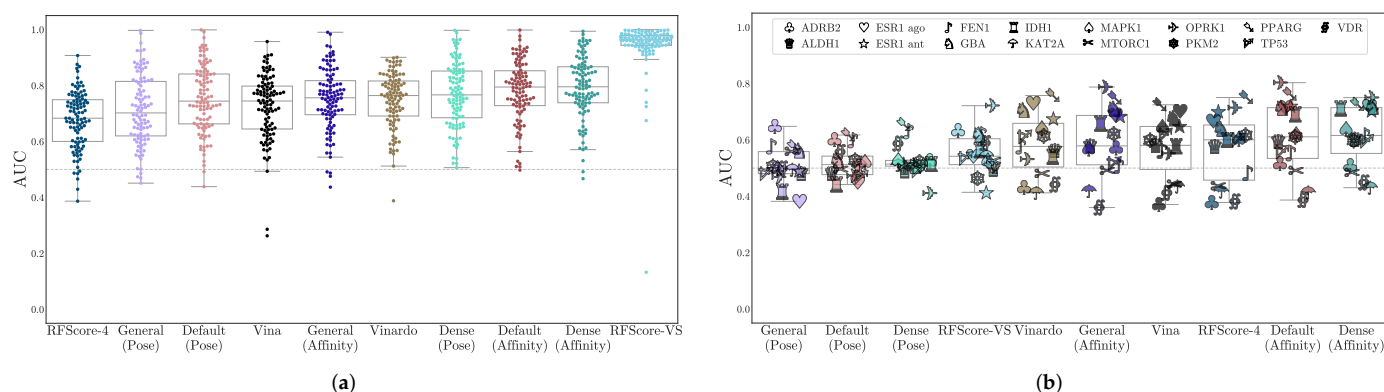 AUC
1.0
0.8
0.6
0.4
0.2
0.0
RFScore-4
General
(Pose)
Default
(Pose)
Vina
General
(Affinity)
Vinardo
Dense
(Pose)
Default
(Affinity)
Dense
(Affinity)
RFScore-VS
(a)
ADRB2 ESR1 ago FEN1 IDH1 MAPK1 OPRK1 PPARG VDR
ALDH1 ESR1 ant GBA KAT2A MTORC1 PKM2 TP53
AUC
1.0
0.8
0.6
0.4
0.2
0.0
General
(Pose)
Default
(Pose)
Dense
(Pose)
RFScore-VS
Vinardo
General
(Affinity)
Vina
RFScore-4
Default
(Affinity)
Dense
(Affinity)
(b)